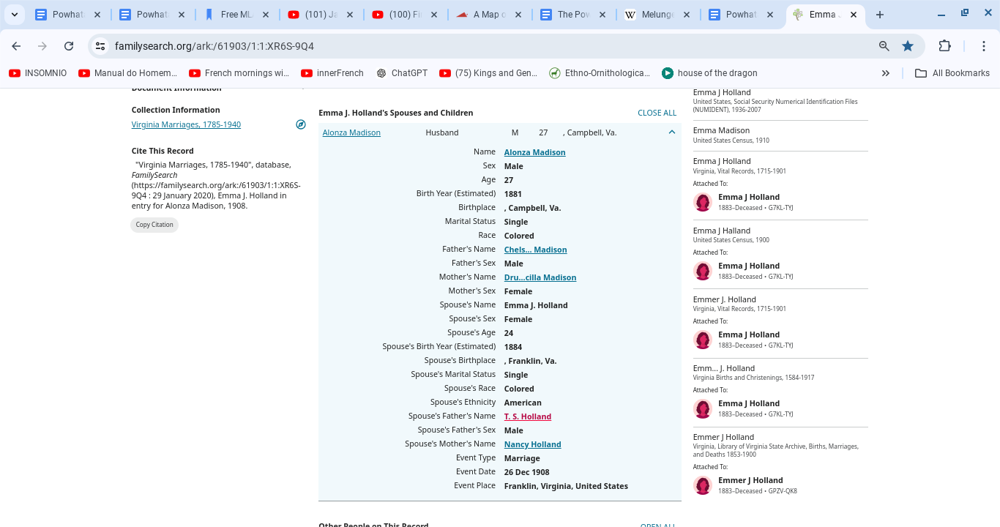 Powhat
Powhat
Free ML
(101) Ja
(100) Fi
A Map o
The Pow
Melunge
Powhat
Emma J
familysearch.org/ark:/61903/1:1:XR6S-9Q4
INSOMNIO
Manual do Homem...
French mornings wi...
innerFrench
ChatGPT
(75) Kings and Gen...
Ethno-Ornithologica...
house of the dragon
All Bookmarks
Document Information
Collection Information
Virginia Marriages, 1785-1940
Cite This Record
"Virginia Marriages, 1785-1940", database,
FamilySearch
(https://familysearch.org/ark:/61903/1:1:XR6S-
9Q4 : 29 January 2020), Emma J. Holland in
entry for Alonza Madison, 1908.
Copy Citation
Emma J. Holland's Spouses and Children CLOSE ALL
Alonza Madison Husband M 27 , Campbell, Va.
Name Alonza Madison
Sex Male
Age 27
Birth Year (Estimated) 1881
Birthplace , Campbell, Va.
Marital Status Single
Race Colored
Father's Name Chels... Madison
Father's Sex Male
Mother's Name Dru...cilla Madison
Mother's Sex Female
Spouse's Name Emma J. Holland
Spouse's Sex Female
Spouse's Age 24
Spouse's Birth Year (Estimated) 1884
Spouse's Birthplace , Franklin, Va.
Spouse's Marital Status Single
Spouse's Race Colored
Spouse's Ethnicity American
Spouse's Father's Name T. S. Holland
Spouse's Father's Sex Male
Spouse's Mother's Name Nancy Holland
Event Type Marriage
Event Date 26 Dec 1908
Event Place Franklin, Virginia, United States
Other People on This Record OPEN ALL
Emma J Holland
United States, Social Security Numerical Identification Files
(NUMIDENT), 1936-2007
Emma Madison
United States Census, 1910
Emma J Holland
Virginia, Vital Records, 1715-1901
Attached To:
Emma J Holland
1883–Deceased • G7KL-TYJ
Emma J Halland
United States Census, 1900
Attached To:
Emma J Holland
1883–Deceased • G7KL-TYJ
Emmer J. Holland
Virginia, Vital Records, 1715-1901
Attached To:
Emma J Holland
1883–Deceased • G7KL-TYJ
Emm... J. Holland
Virginia Births and Christenings, 1584-1917
Attached To:
Emma J Holland
1883–Deceased • G7KL-TYJ
Emmer J Holland
Virginia, Library of Virginia State Archive, Births, Marriages,
and Deaths 1853-1900
Attached To:
Emmer J Holland
1883–Deceased • GPZV-QK8